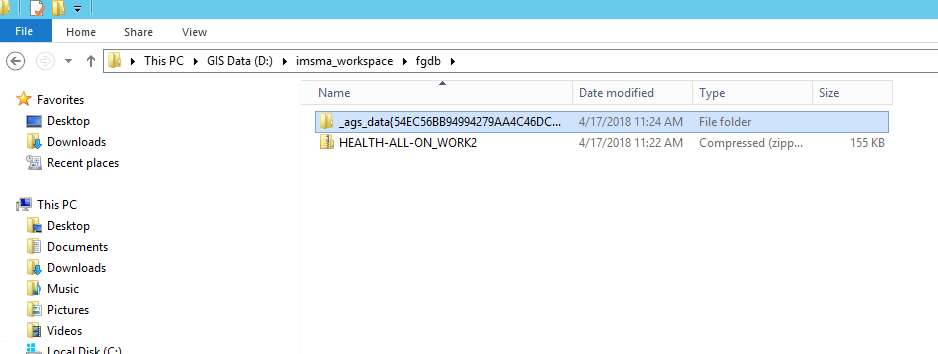 File Home Share View
This PC GIS Data (D:) imsma_workspace fgdb
Name Date modified Type Size
_ags_data{54EC56BB94994279AA4C46DC... 4/17/2018 11:24 AM File folder
HEALTH-ALL-ON_WORK2 4/17/2018 11:22 AM Compressed (zipp... 155 KB
Favorites
Desktop
Downloads
Recent places
This PC
Desktop
Documents
Downloads
Music
Pictures
Videos
Local Disk (C:)